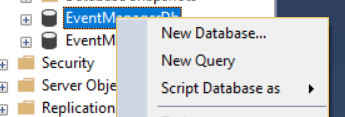 EventManagerDb
EventM
Security
Server Obje
Replication
New Database...
New Query
Script Database as